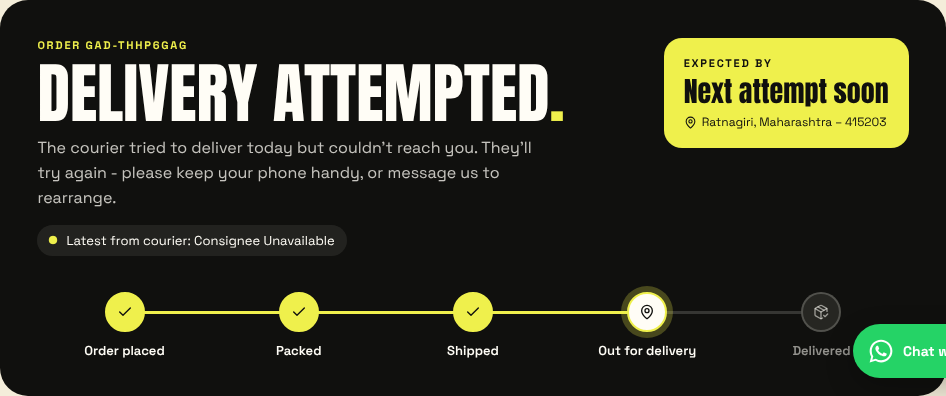 ORDER GAD-THHP6GAG
DELIVERY ATTEMPTED.
The courier tried to deliver today but couldn't reach you. They'll
try again - please keep your phone handy, or message us to
rearrange.
Latest from courier: Consignee Unavailable
EXPECTED BY
Next attempt soon
Ratnagiri, Maharashtra – 415203
Order placed
Packed
Shipped
Out for delivery
Delivered
Chat w